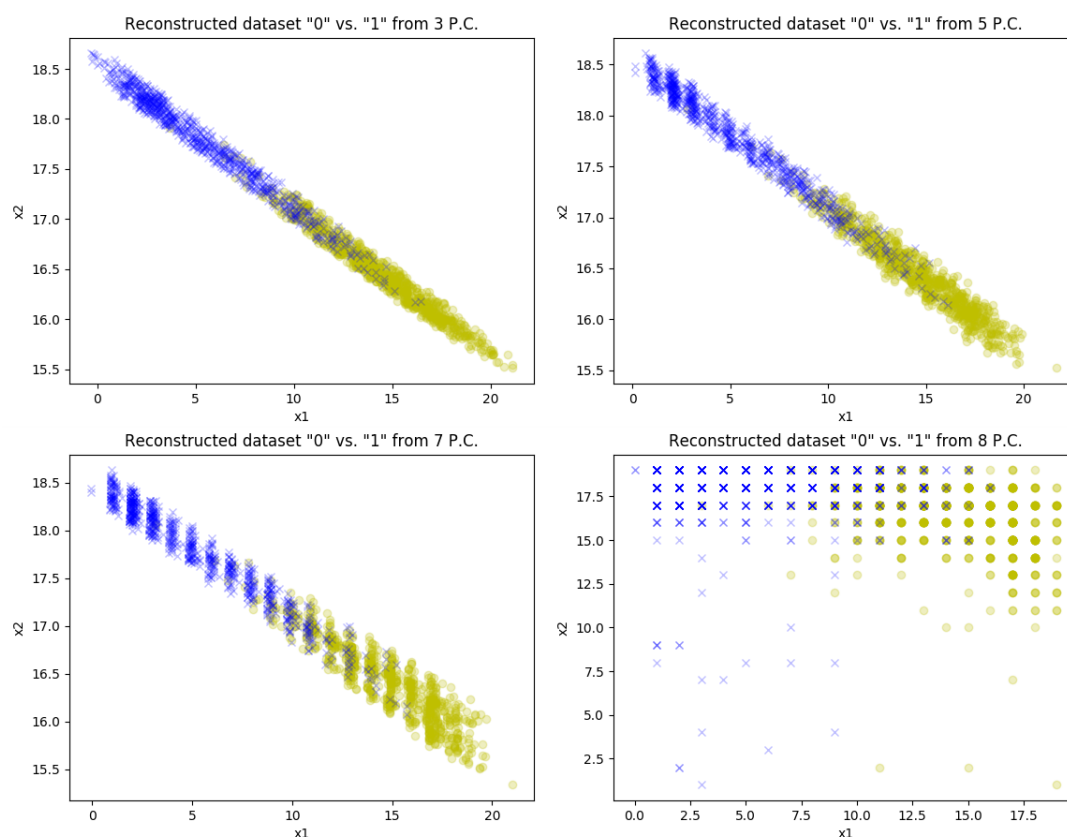 Reconstructed dataset "0" vs. "1" from 3 P.C.
18.5
18.0
17.5
17.0
16.5
16.0
15.5
x2
0 5 10 15 20
x1
Reconstructed dataset "0" vs. "1" from 5 P.C.
18.5
18.0
17.5
17.0
16.5
16.0
15.5
x2
0 5 10 15 20
x1
Reconstructed dataset "0" vs. "1" from 7 P.C.
18.5
18.0
17.5
17.0
16.5
16.0
15.5
x2
0 5 10 15 20
x1
Reconstructed dataset "0" vs. "1" from 8 P.C.
17.5
15.0
12.5
10.0
7.5
5.0
2.5
x2
0.0 2.5 5.0 7.5 10.0 12.5 15.0 17.5
x1